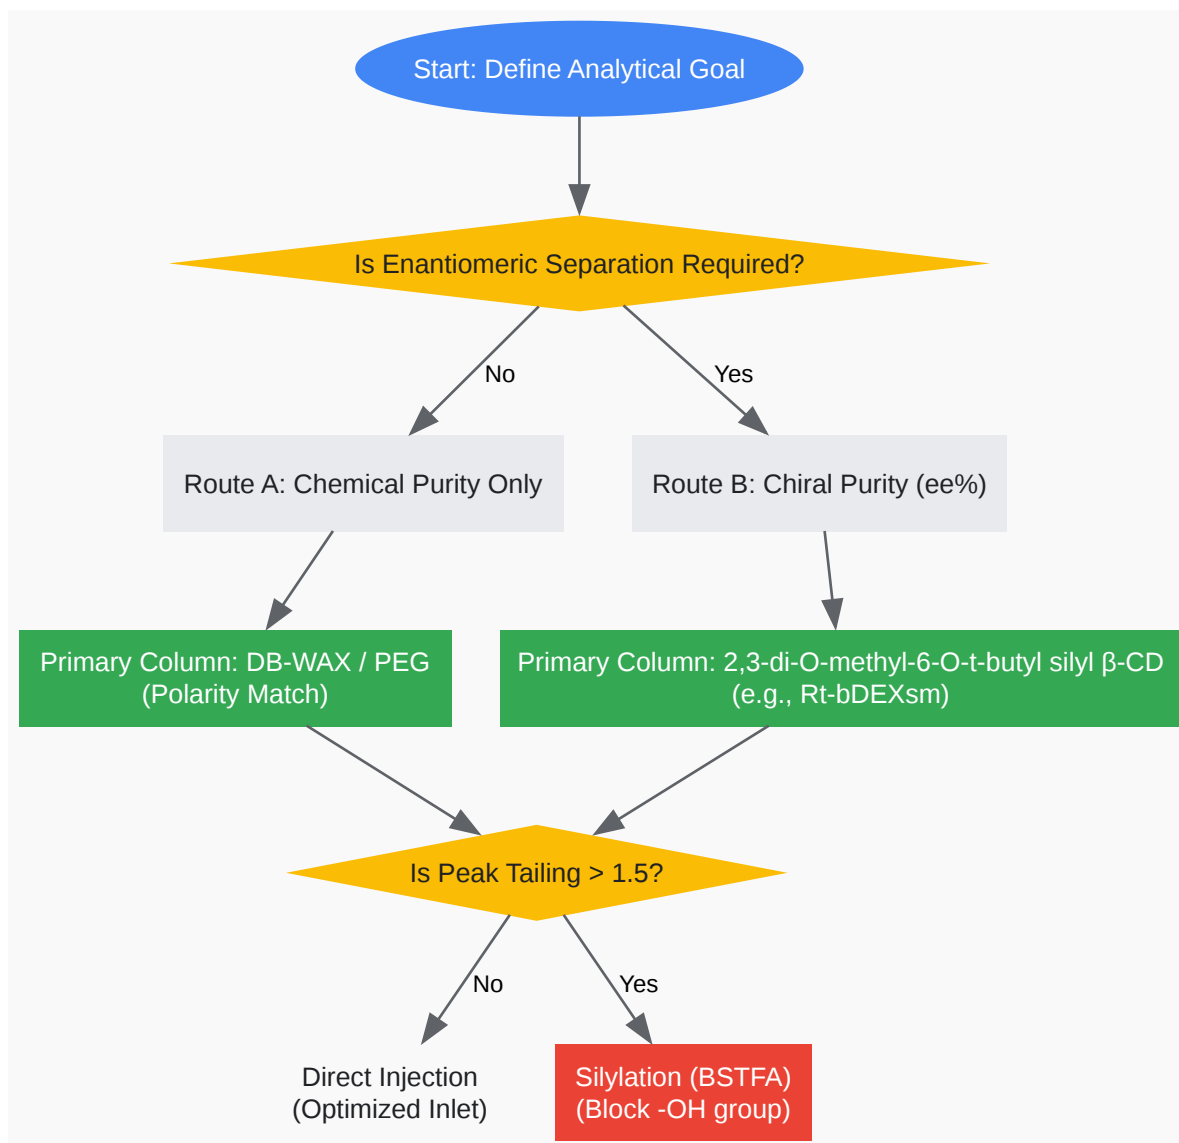 Start: Define Analytical Goal
Is Enantiomeric Separation Required?
No
Yes
Route A: Chemical Purity Only
Route B: Chiral Purity (ee%)
Primary Column: DB-WAX / PEG
(Polarity Match)
Primary Column: 2,3-di-O-methyl-6-O-t-butyl silyl β-CD
(e.g., Rt-bDEXsm)
Is Peak Tailing > 1.5?
No
Yes
Direct Injection
(Optimized Inlet)
Silylation (BSTFA)
(Block -OH group)